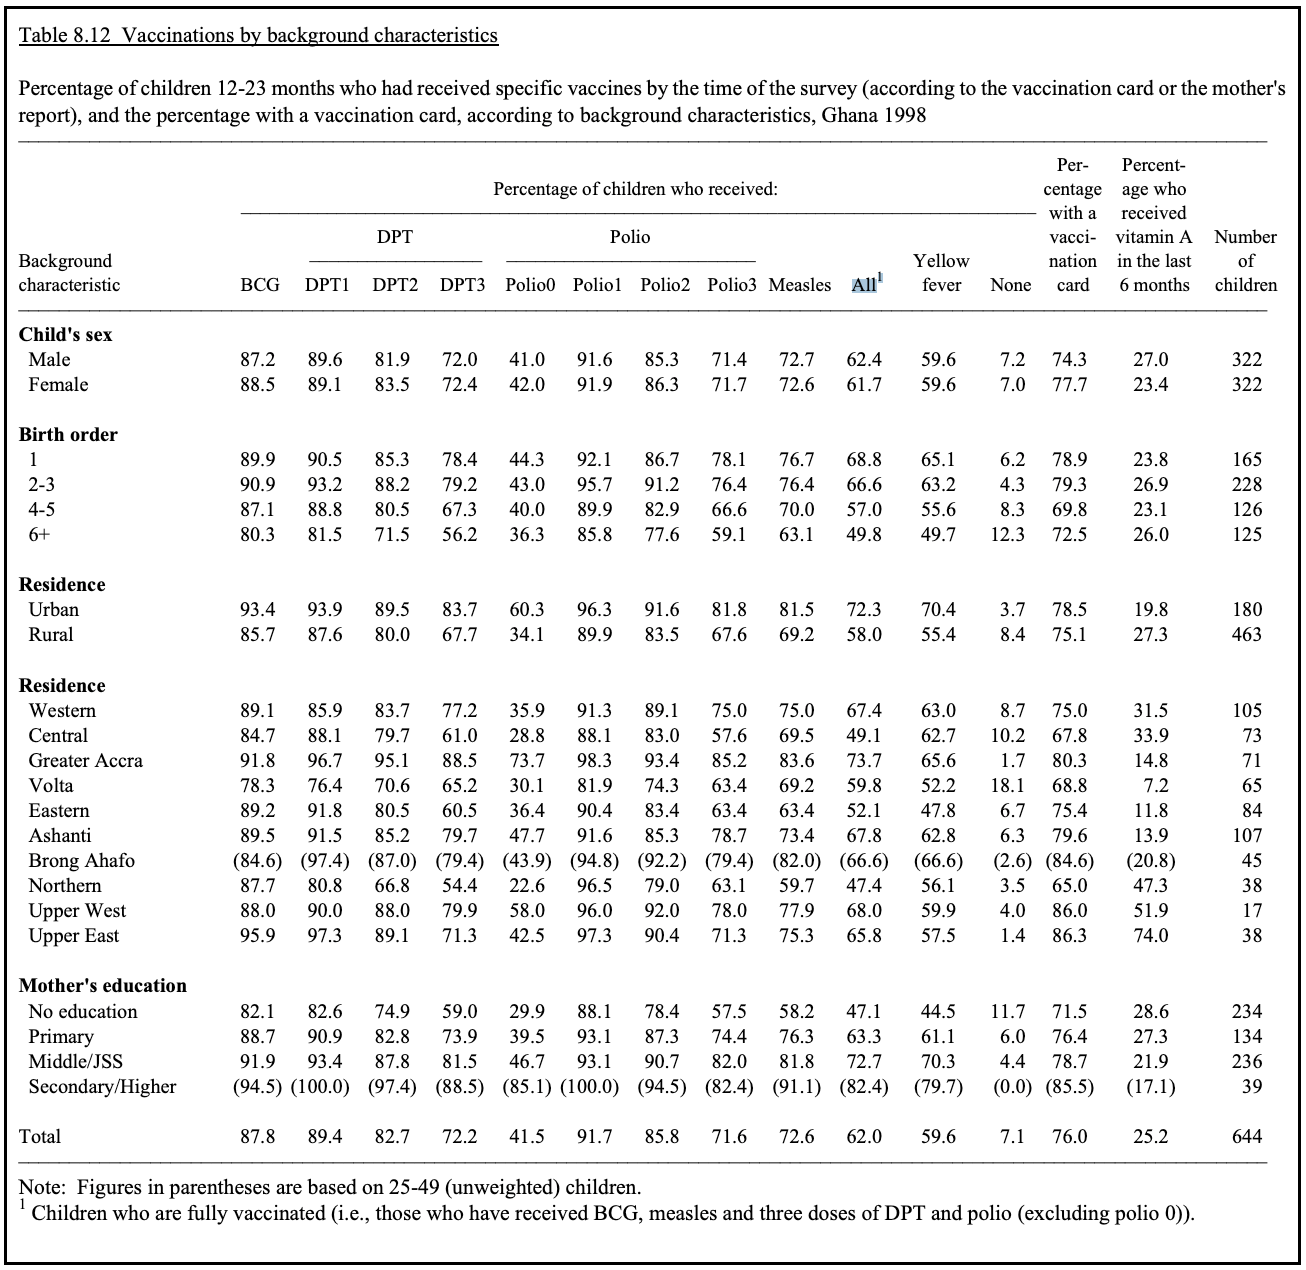 Table 8.12 Vaccinations by background characteristics
Percentage of children 12-23 months who had received specific vaccines by the time of the survey (according to the vaccination card or the mother's
report), and the percentage with a vaccination card, according to background characteristics, Ghana 1998
Per- Percent-
Percentage of children who received: centage age who
with a received
DPT Polio vacci- vitamin A Number
Background Yellow nation in the last of
characteristic BCG DPT1 DPT2 DPT3 Polio0 Polio1 Polio2 Polio3 Measles All1 fever None card 6 months children
Child's sex
Male 87.2 89.6 81.9 72.0 41.0 91.6 85.3 71.4 72.7 62.4 59.6 7.2 74.3 27.0 322
Female 88.5 89.1 83.5 72.4 42.0 91.9 86.3 71.7 72.6 61.7 59.6 7.0 77.7 23.4 322
Birth order
1 89.9 90.5 85.3 78.4 44.3 92.1 86.7 78.1 76.7 68.8 65.1 6.2 78.9 23.8 165
2-3 90.9 93.2 88.2 79.2 43.0 95.7 91.2 76.4 76.4 66.6 63.2 4.3 79.3 26.9 228
4-5 87.1 88.8 80.5 67.3 40.0 89.9 82.9 66.6 70.0 57.0 55.6 8.3 69.8 23.1 126
6+ 80.3 81.5 71.5 56.2 36.3 85.8 77.6 59.1 63.1 49.8 49.7 12.3 72.5 26.0 125
Residence
Urban 93.4 93.9 89.5 83.7 60.3 96.3 91.6 81.8 81.5 72.3 70.4 3.7 78.5 19.8 180
Rural 85.7 87.6 80.0 67.7 34.1 89.9 83.5 67.6 69.2 58.0 55.4 8.4 75.1 27.3 463
Residence
Western 89.1 85.9 83.7 77.2 35.9 91.3 89.1 75.0 75.0 67.4 63.0 8.7 75.0 31.5 105
Central 84.7 88.1 79.7 61.0 28.8 88.1 83.0 57.6 69.5 49.1 62.7 10.2 67.8 33.9 73
Greater Accra 91.8 96.7 95.1 88.5 73.7 98.3 93.4 85.2 83.6 73.7 65.6 1.7 80.3 14.8 71
Volta 78.3 76.4 70.6 65.2 30.1 81.9 74.3 63.4 69.2 59.8 52.2 18.1 68.8 7.2 65
Eastern 89.2 91.8 80.5 60.5 36.4 90.4 83.4 63.4 63.4 52.1 47.8 6.7 75.4 11.8 84
Ashanti 89.5 91.5 85.2 79.7 47.7 91.6 85.3 78.7 73.4 67.8 62.8 6.3 79.6 13.9 107
Brong Ahafo (84.6) (97.4) (87.0) (79.4) (43.9) (94.8) (92.2) (79.4) (82.0) (66.6) (66.6) (2.6) (84.6) (20.8) 45
Northern 87.7 80.8 66.8 54.4 22.6 96.5 79.0 63.1 59.7 47.4 56.1 3.5 65.0 47.3 38
Upper West 88.0 90.0 88.0 79.9 58.0 96.0 92.0 78.0 77.9 68.0 59.9 4.0 86.0 51.9 17
Upper East 95.9 97.3 89.1 71.3 42.5 97.3 90.4 71.3 75.3 65.8 57.5 1.4 86.3 74.0 38
Mother's education
No education 82.1 82.6 74.9 59.0 29.9 88.1 78.4 57.5 58.2 47.1 44.5 11.7 71.5 28.6 234
Primary 88.7 90.9 82.8 73.9 39.5 93.1 87.3 74.4 76.3 63.3 61.1 6.0 76.4 27.3 134
Middle/JSS 91.9 93.4 87.8 81.5 46.7 93.1 90.7 82.0 81.8 72.7 70.3 4.4 78.7 21.9 236
Secondary/Higher (94.5) (100.0) (97.4) (88.5) (85.1) (100.0) (94.5) (82.4) (91.1) (82.4) (79.7) (0.0) (85.5) (17.1) 39
Total 87.8 89.4 82.7 72.2 41.5 91.7 85.8 71.6 72.6 62.0 59.6 7.1 76.0 25.2 644
Note: Figures in parentheses are based on 25-49 (unweighted) children.
1 Children who are fully vaccinated (i.e., those who have received BCG, measles and three doses of DPT and polio (excluding polio 0)).